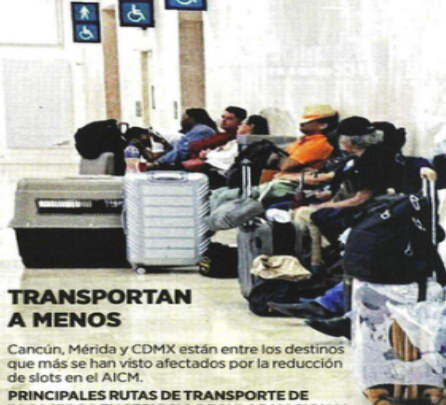 TRANSPORTAN
A MENOS
Cancún, Mérida y CDMX están entre los destinos
que más se han visto afectados por la reducción
de slots en el AICM.
PRINCIPALES RUTAS DE TRANSPORTE DE